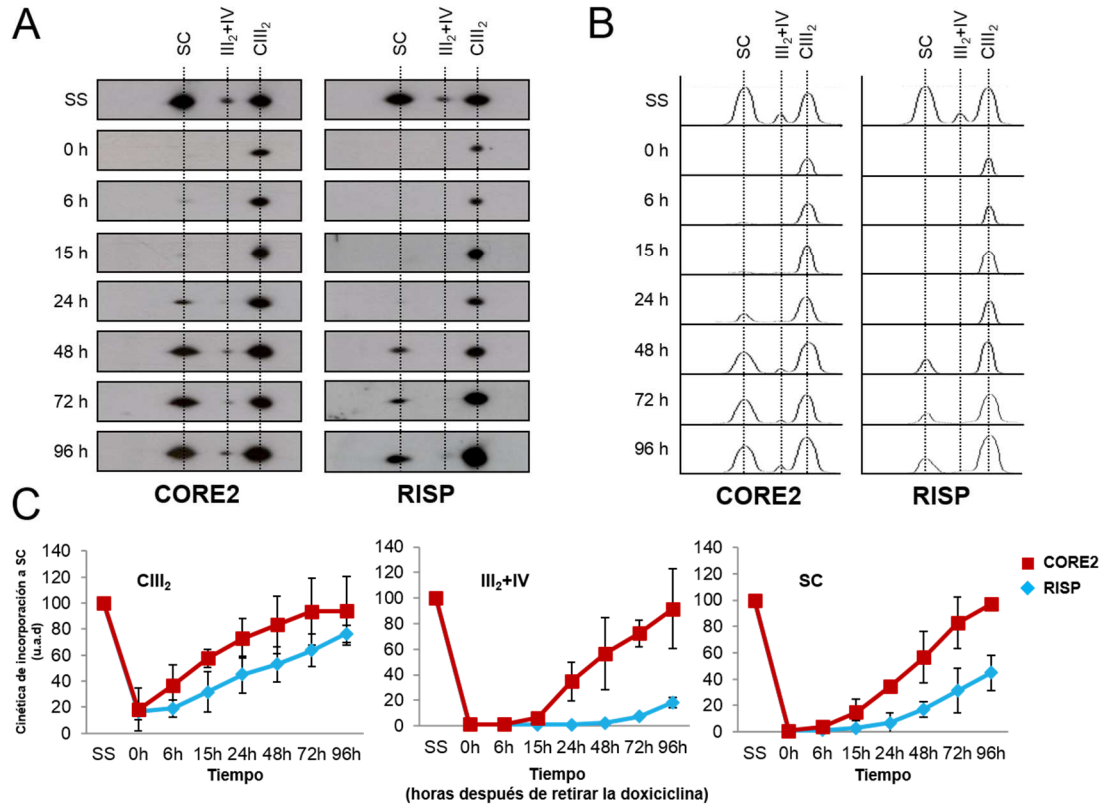 A
SC
III₂+IV
CIII₂
SC
III₂+IV
CIII₂
SS
0 h
6 h
15 h
24 h
48 h
72 h
96 h
CORE2
RISP
B
SC
III₂+IV
CIII₂
SC
III₂+IV
CIII₂
SS
0 h
6 h
15 h
24 h
48 h
72 h
96 h
CORE2
RISP
C
Cinética de incorporación a SC
(u.a.d)
140
120
100
80
60
40
20
0
CIII₂
SS 0h 6h 15h 24h 48h 72h 96h
Tiempo
140
120
100
80
60
40
20
0
III₂+IV
SS 0h 6h 15h 24h 48h 72h 96h
Tiempo
(horas después de retirar la doxiciclina)
140
120
100
80
60
40
20
0
SC
SS 0h 6h 15h 24h 48h 72h 96h
Tiempo
CORE2
RISP